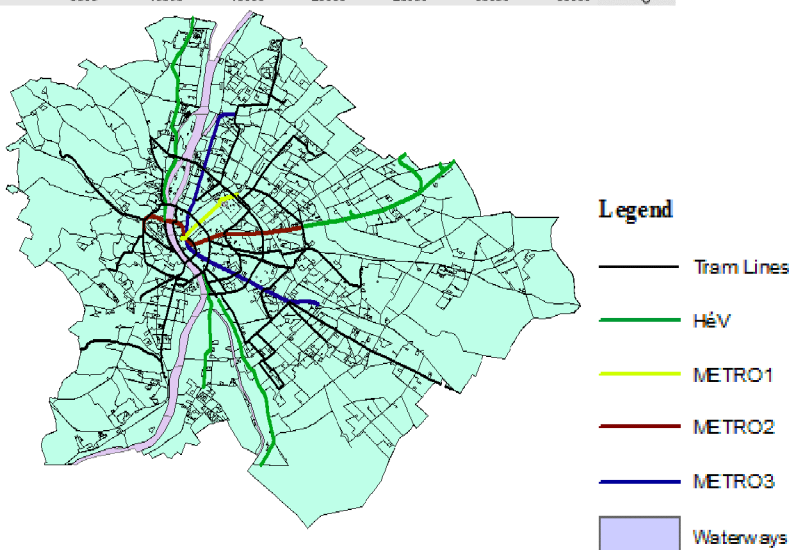 Legend
Tram Lines
HéV
METRO1
METRO2
METRO3
Waterways